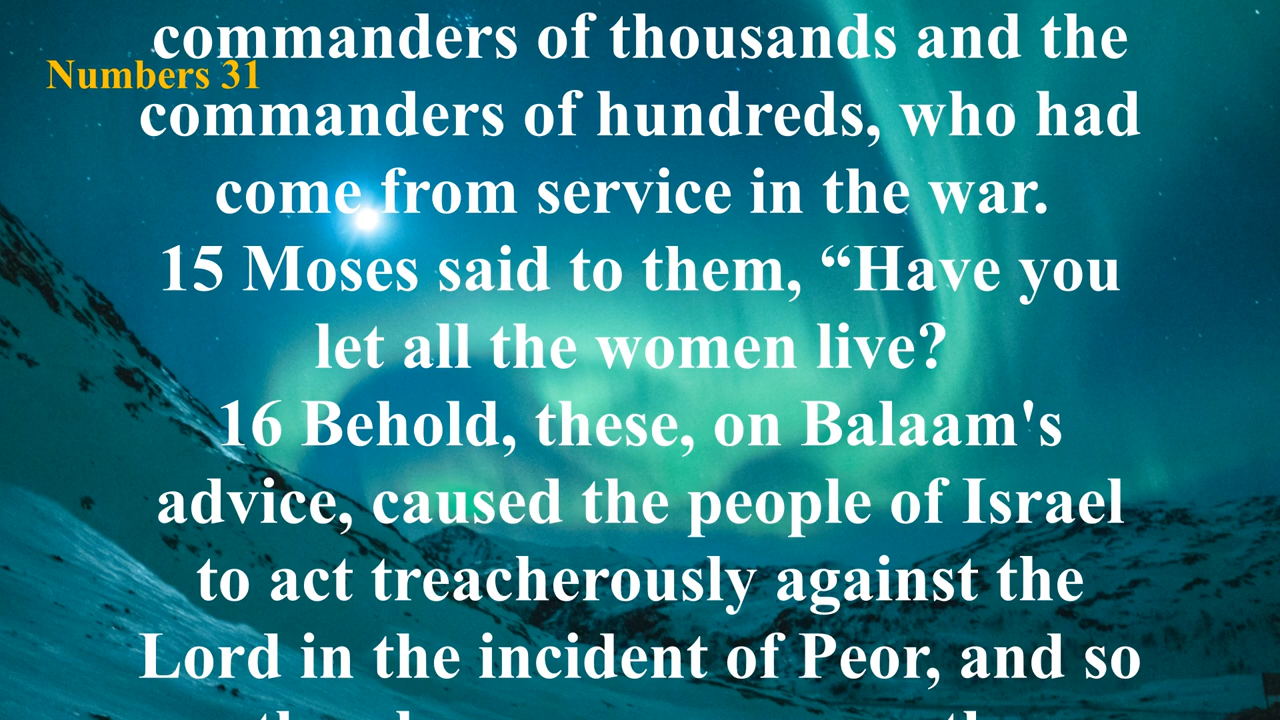 commanders of thousands and the
Numbers 31
commanders of hundreds, who had
come from service in the war.
15 Moses said to them, “Have you
let all the women live?
16 Behold, these, on Balaam's
advice, caused the people of Israel
to act treacherously against the
Lord in the incident of Peor, and so